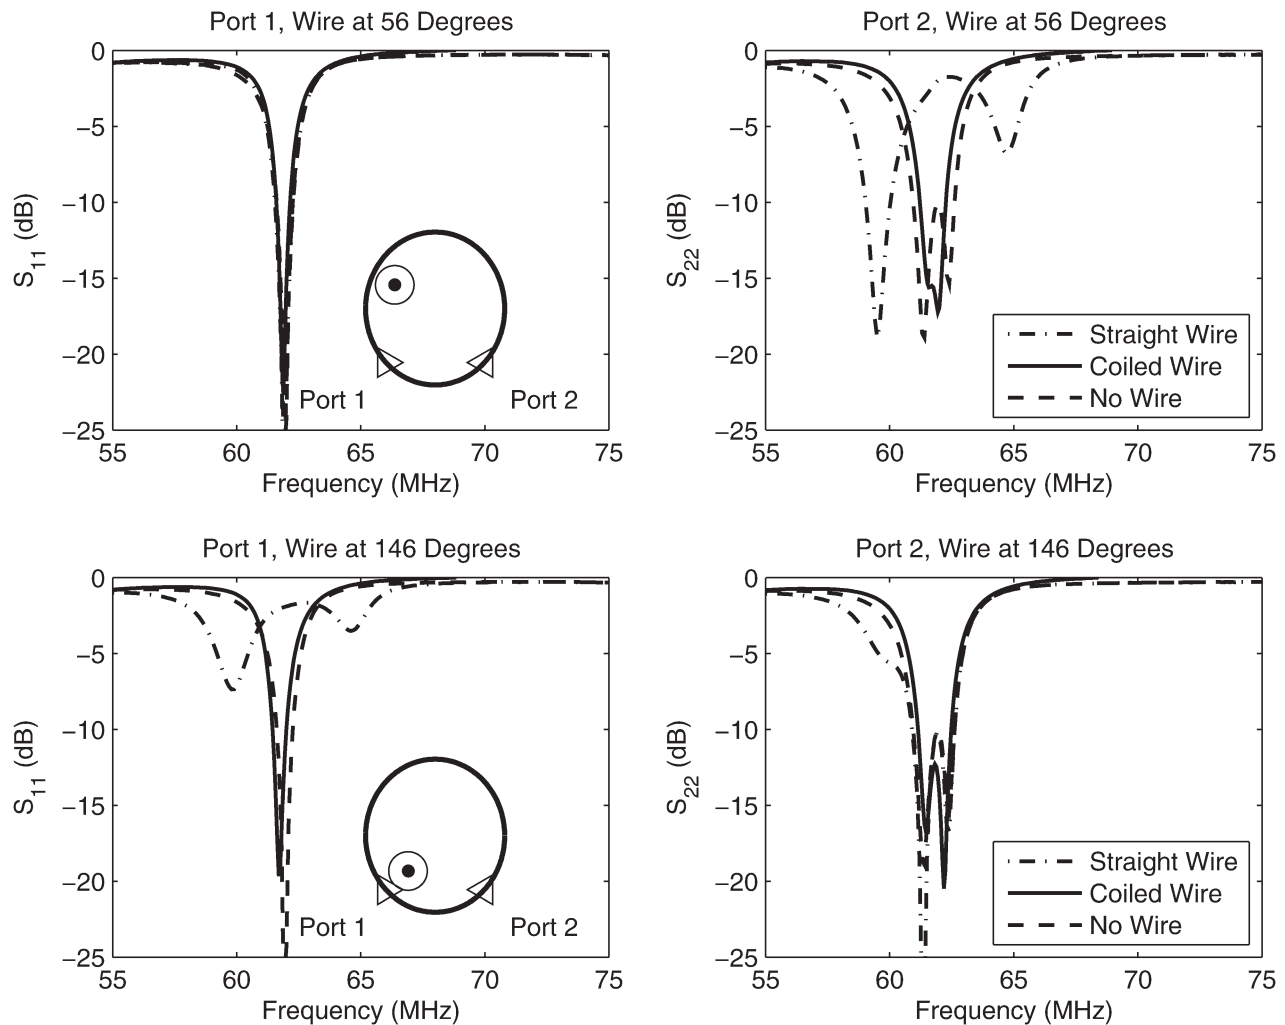 Port 1, Wire at 56 Degrees
0
−5
−10
−15
−20
−25
S11 (dB)
55 60 65 70 75
Frequency (MHz)
Port 1
Port 2
Port 2, Wire at 56 Degrees
0
−5
−10
−15
−20
−25
S22 (dB)
55 60 65 70 75
Frequency (MHz)
Straight Wire
Coiled Wire
No Wire
Port 1, Wire at 146 Degrees
0
−5
−10
−15
−20
−25
S11 (dB)
55 60 65 70 75
Frequency (MHz)
Port 1
Port 2
Port 2, Wire at 146 Degrees
0
−5
−10
−15
−20
−25
S22 (dB)
55 60 65 70 75
Frequency (MHz)
Straight Wire
Coiled Wire
No Wire